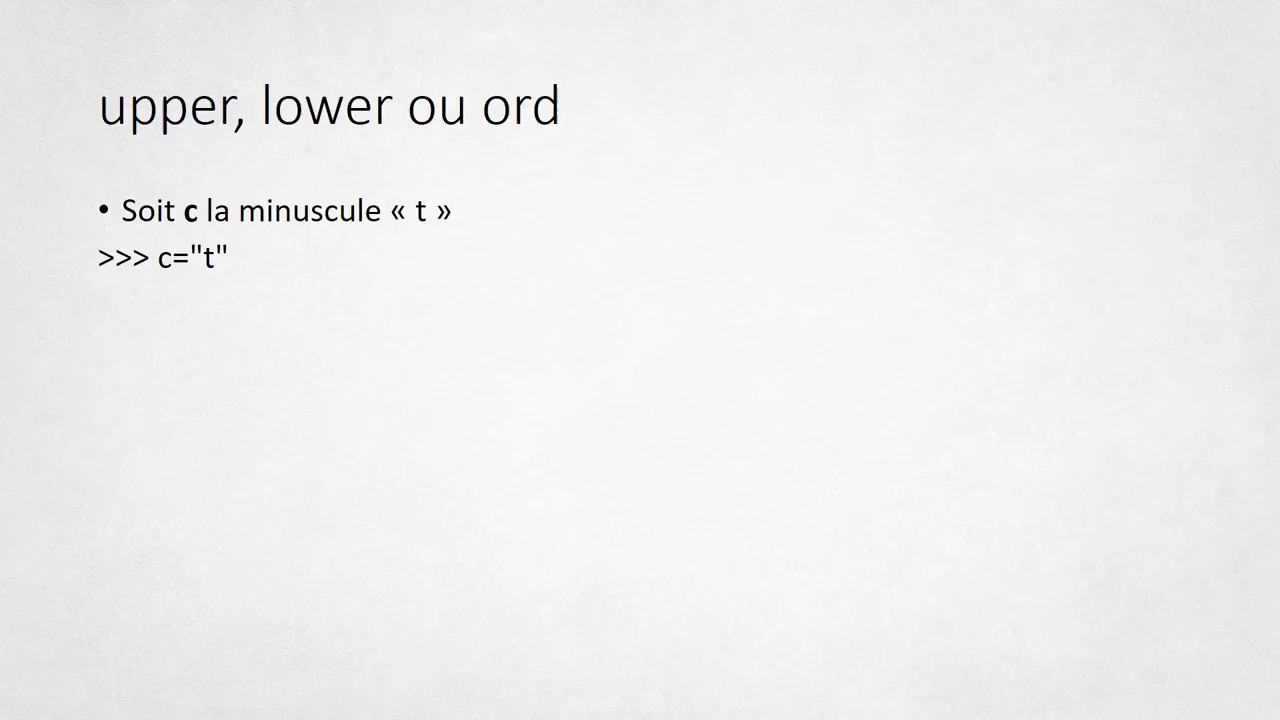 upper, lower ou ord
• Soit c la minuscule « t »
>>> c="t"